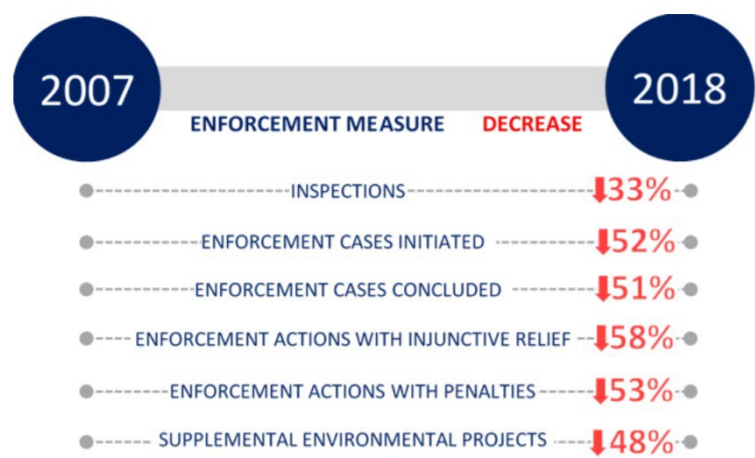 2007 2018
ENFORCEMENT MEASURE DECREASE
INSPECTIONS 33%
ENFORCEMENT CASES INITIATED 52%
ENFORCEMENT CASES CONCLUDED 51%
ENFORCEMENT ACTIONS WITH INJUNCTIVE RELIEF 58%
ENFORCEMENT ACTIONS WITH PENALTIES 53%
SUPPLEMENTAL ENVIRONMENTAL PROJECTS 48%